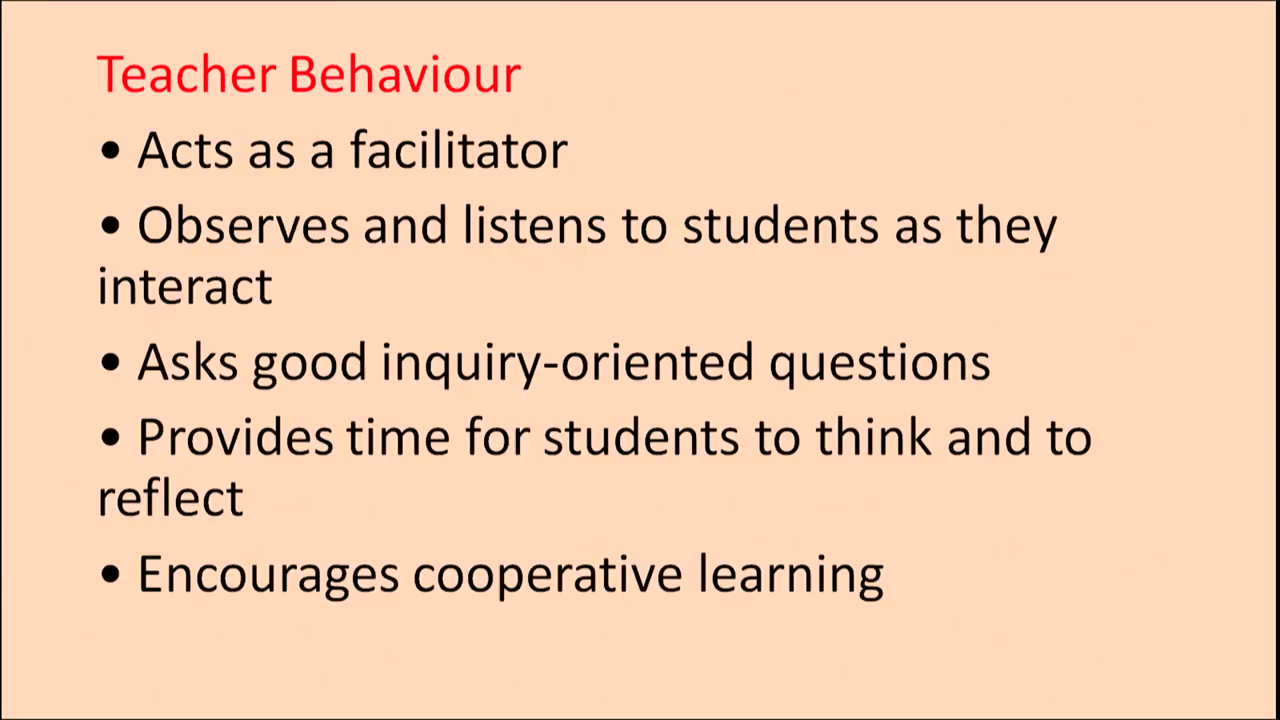 Teacher Behaviour
• Acts as a facilitator
• Observes and listens to students as they
interact
• Asks good inquiry-oriented questions
• Provides time for students to think and to
reflect
• Encourages cooperative learning